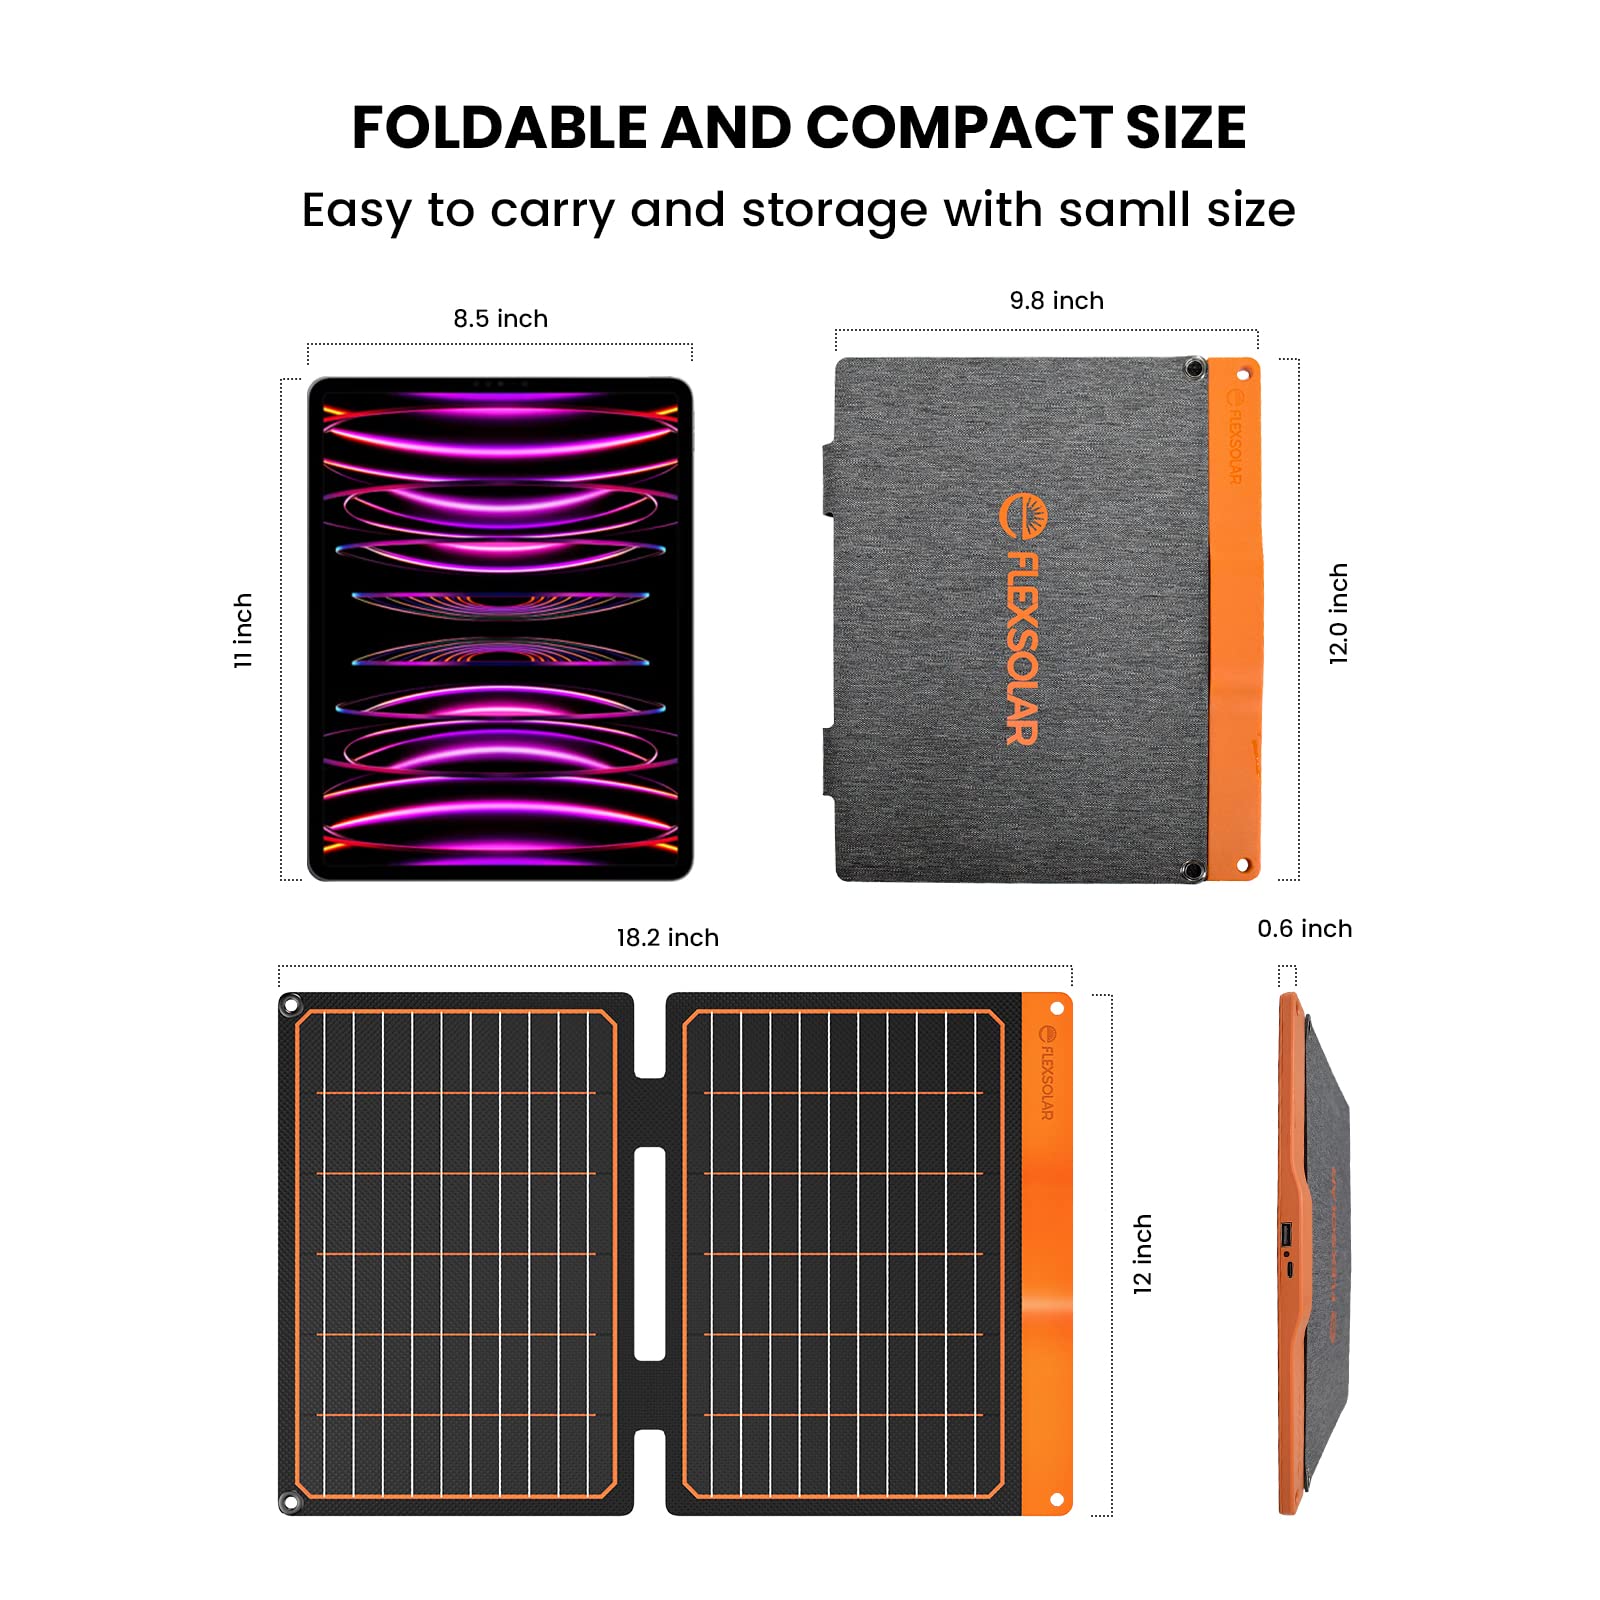 FOLDABLE AND COMPACT SIZE
Easy to carry and storage with samll size
8.5 inch
9.8 inch
11 inch
FLEXSOLAR
FLEXSOLAR
12.0 inch
18.2 inch
0.6 inch
FLEXSOLAR
12 inch